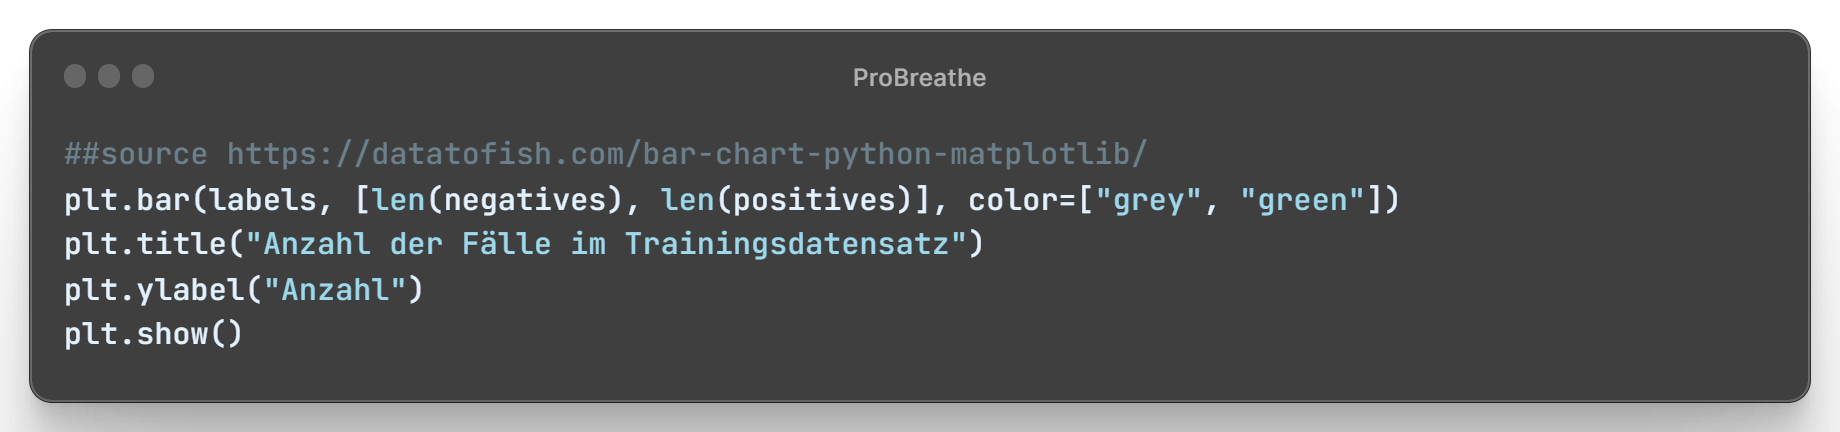 ProBreathe
##source https://datatofish.com/bar-chart-python-matplotlib/
plt.bar(labels, [len(negatives), len(positives)], color=["grey", "green"])
plt.title("Anzahl der Fälle im Trainingsdatensatz")
plt.ylabel("Anzahl")
plt.show()